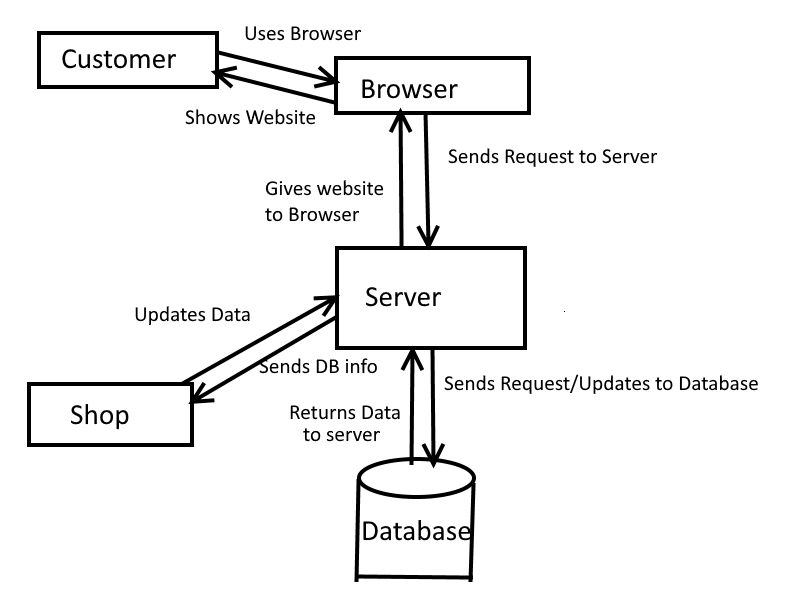 Uses Browser
Customer
Browser
Shows Website
Sends Request to Server
Gives website
to Browser
Server
Updates Data
Sends DB info
Sends Request/Updates to Database
Shop
Returns Data
to server
Database